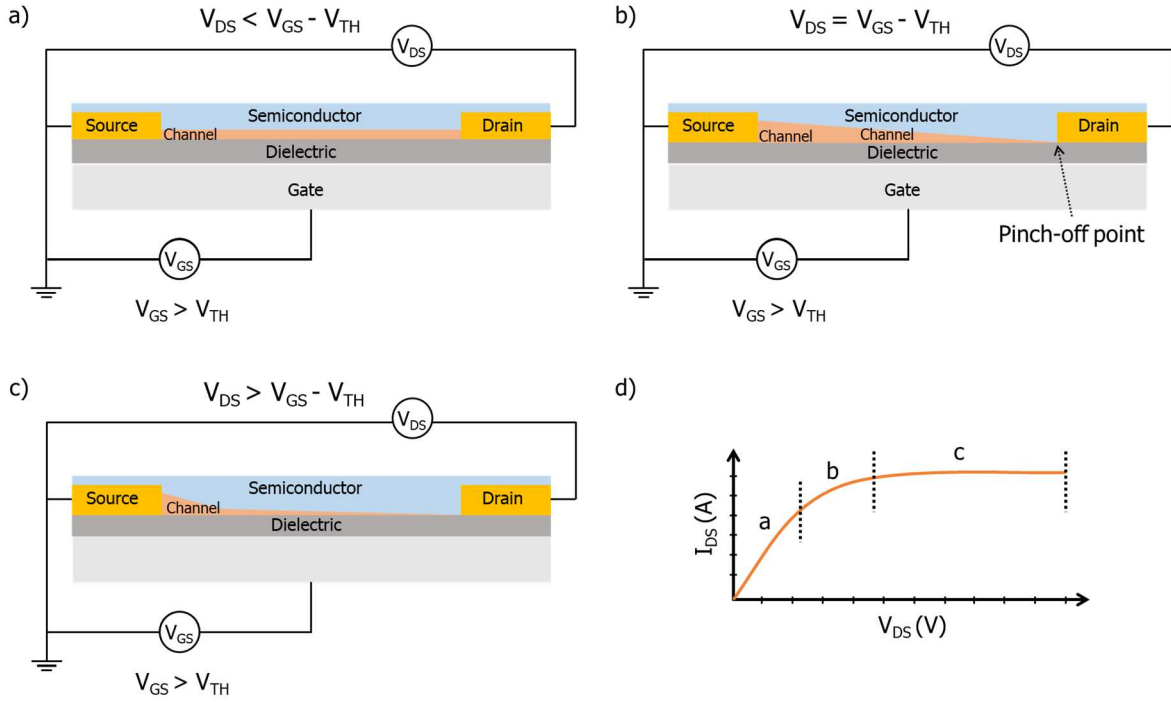 a)
V_DS < V_GS - V_TH
V_DS
Semiconductor
Source
Channel
Drain
Dielectric
Gate
V_GS
V_GS > V_TH
b)
V_DS = V_GS - V_TH
V_DS
Semiconductor
Source
Channel
Channel
Drain
Dielectric
Gate
Pinch-off point
V_GS
V_GS > V_TH
c)
V_DS > V_GS - V_TH
V_DS
Semiconductor
Source
Channel
Drain
Dielectric
V_GS
V_GS > V_TH
d)
a
b
c
I_DS (A)
V_DS (V)